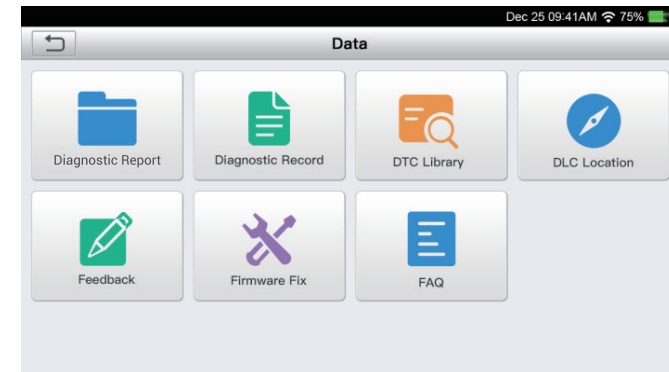 Dec 25 09:41AM 75%
Data
Diagnostic Report
Diagnostic Record
DTC Library
DLC Location
Feedback
Firmware Fix
FAQ